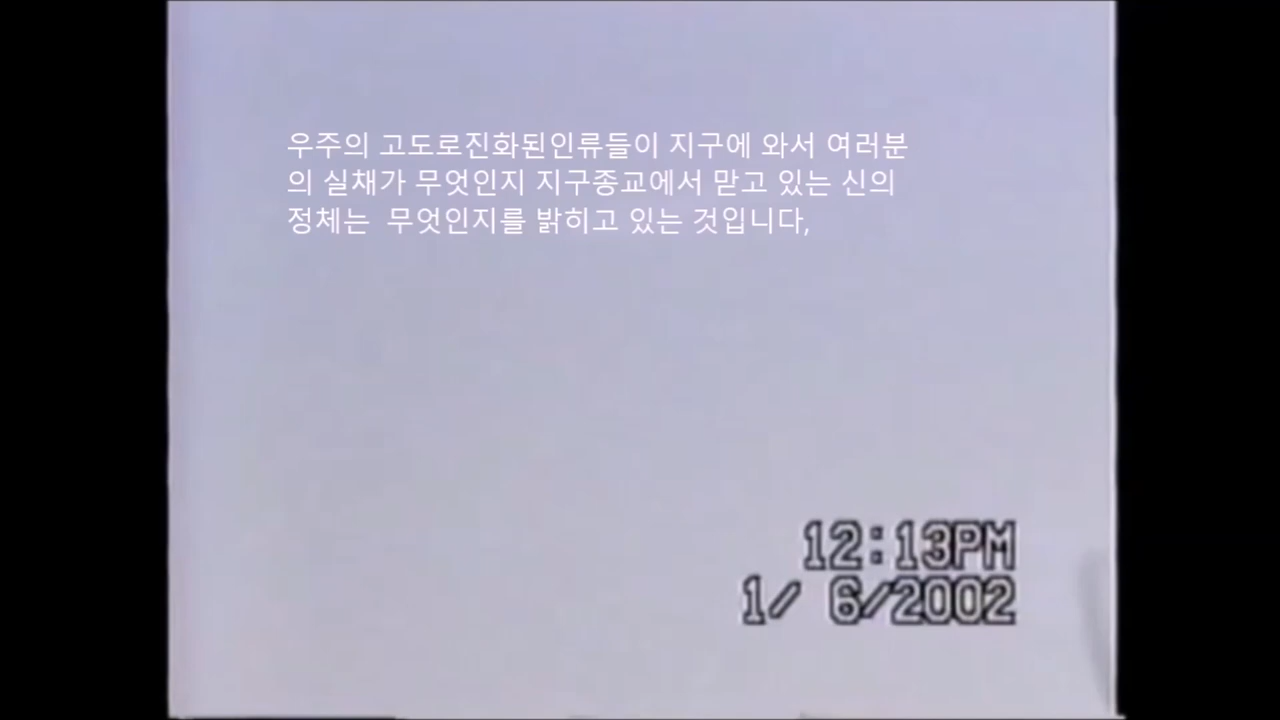 우주의 고도로진화된인류들이 지구에 와서 여러분
의 실채가 무엇인지 지구종교에서 맏고 있는 신의
정체는  무엇인지를 밝히고 있는 것입니다,
12:13PM
1/ 6/2002